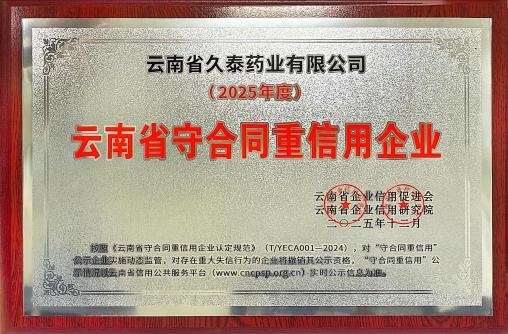 云南省久泰药业有限公司
（2025年度）
云南省守合同重信用企业
云南省企业信用促进会
云南省企业信用研究院
二〇二五年十二月
按照《云南省守合同重信用企业认定规范》（T/YECA001—2024），对“守合同重信用”
公示企业实施动态监管，对存在重大失信行为的企业将撤销其公示资格，“守合同重信用”公
示情况以云南省信用公共服务平台（www.cncpsp.org.cn）实时公示信息为准。